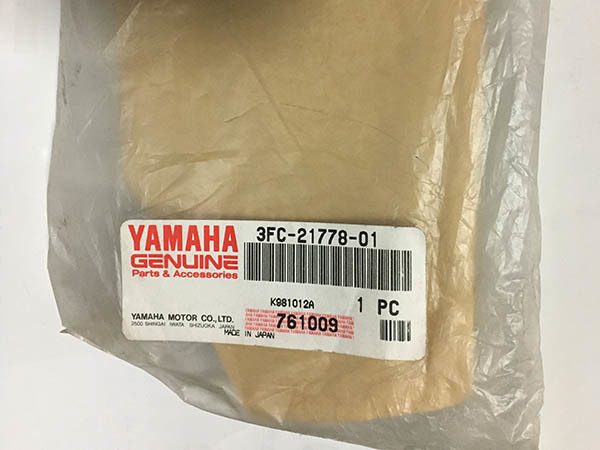 YAMAHA
GENUINE
Parts & Accessories
3FC-21778-01
K981012A
1 PC
YAMAHA MOTOR CO.,LTD.
2500 SHINGAI IWATA SHIZUOKA JAPAN
MADE IN JAPAN
761009